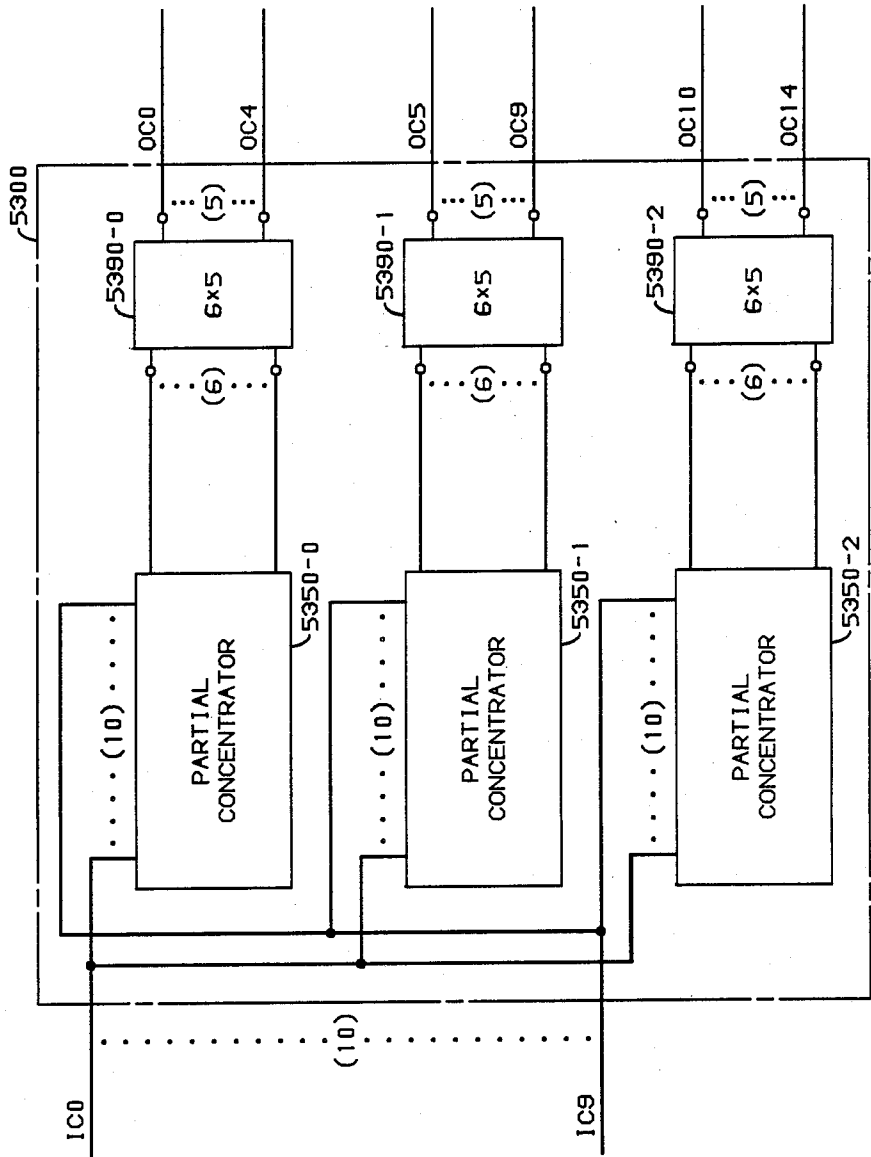 5300
IC0
(10)
IC9
(10)
PARTIAL
CONCENTRATOR
5350-0
(6)
5390-0
6×5
(5)
OC0
OC4
(10)
PARTIAL
CONCENTRATOR
5350-1
(6)
5390-1
6×5
(5)
OC5
OC9
(10)
PARTIAL
CONCENTRATOR
5350-2
(6)
5390-2
6×5
(5)
OC10
OC14